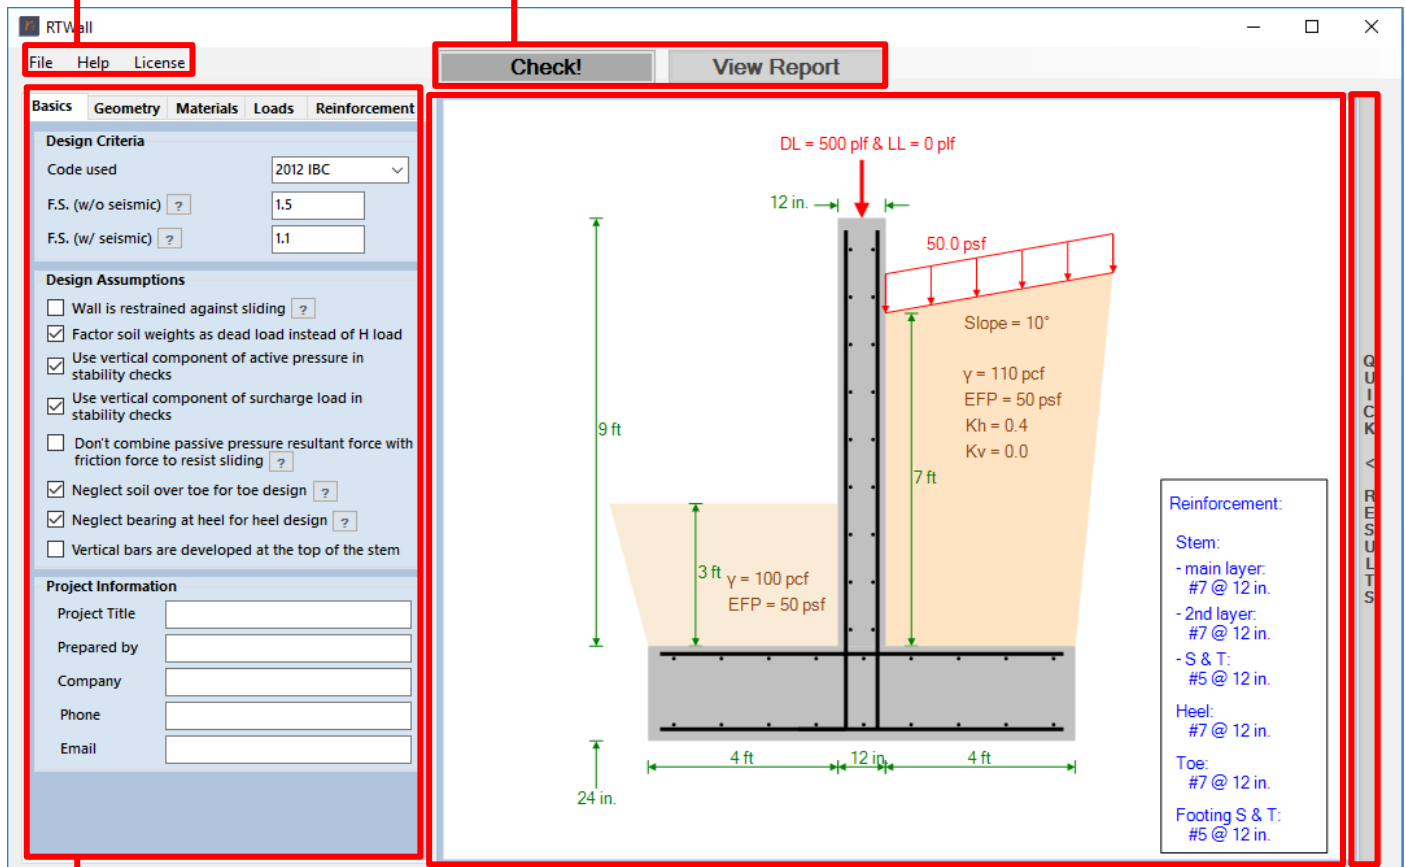 RTWall
File Help License
Check! View Report
Basics Geometry Materials Loads Reinforcement
Design Criteria
Code used 2012 IBC
F.S. (w/o seismic) ? 1.5
F.S. (w/ seismic) ? 1.1
Design Assumptions
Wall is restrained against sliding ?
Factor soil weights as dead load instead of H load
Use vertical component of active pressure in
stability checks
Use vertical component of surcharge load in
stability checks
Don't combine passive pressure resultant force with
friction force to resist sliding ?
Neglect soil over toe for toe design ?
Neglect bearing at heel for heel design ?
Vertical bars are developed at the top of the stem
Project Information
Project Title
Prepared by
Company
Phone
Email
DL = 500 plf & LL = 0 plf
12 in.
50.0 psf
Slope = 10°
γ = 110 pcf
EFP = 50 psf
Kh = 0.4
Kv = 0.0
9 ft
7 ft
3 ft
γ = 100 pcf
EFP = 50 psf
4 ft
12 in.
4 ft
24 in.
Reinforcement:
Stem:
- main layer:
#7 @ 12 in.
- 2nd layer:
#7 @ 12 in.
- S & T:
#5 @ 12 in.
Heel:
#7 @ 12 in.
Toe:
#7 @ 12 in.
Footing S & T:
#5 @ 12 in.
QUICK < RESULTS